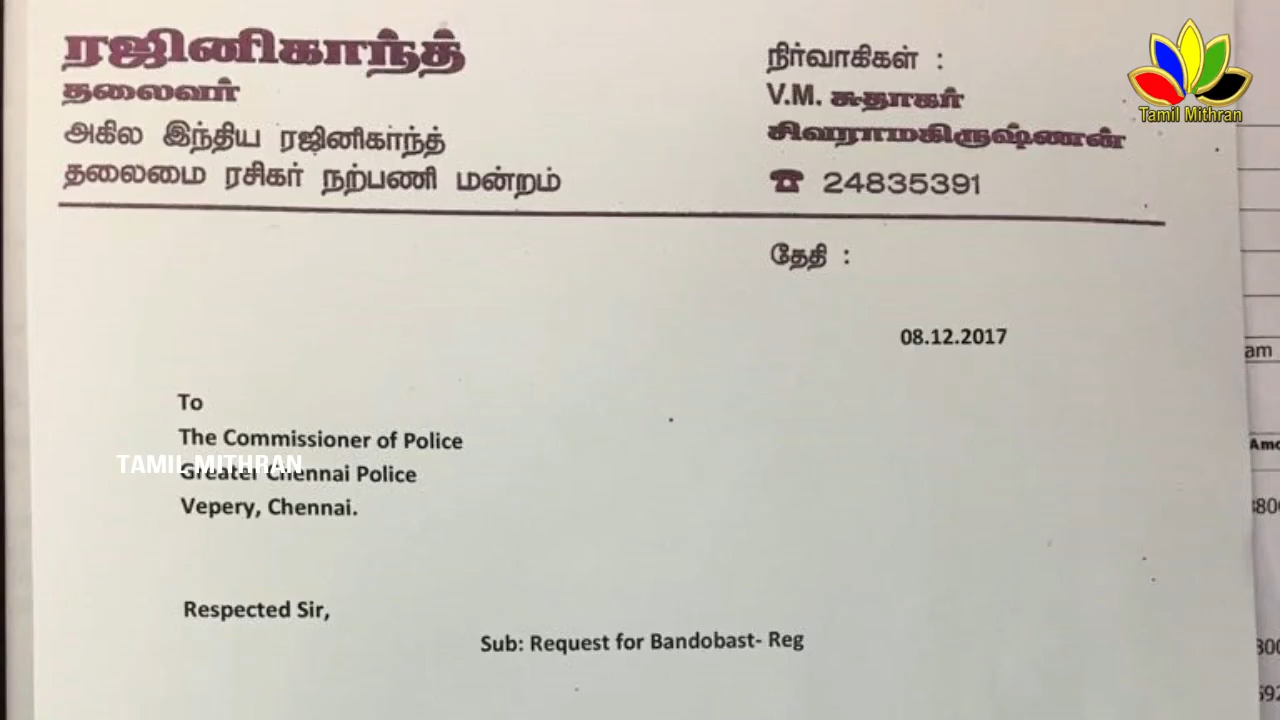 ரஜினிகாந்த்
தலைவர்
அகில இந்திய ரஜினிகாந்த்
தலைமை ரசிகர் நற்பணி மன்றம்
நிர்வாகிகள் :
V.M. சுதாகர்
சிவராமகிருஷ்ணன்
☎ 24835391
Tamil Mithran
தேதி :
08.12.2017
To
The Commissioner of Police
TAMIL MITHRAN
Greater Chennai Police
Vepery, Chennai.
Respected Sir,
Sub: Request for Bandobast- Reg
am